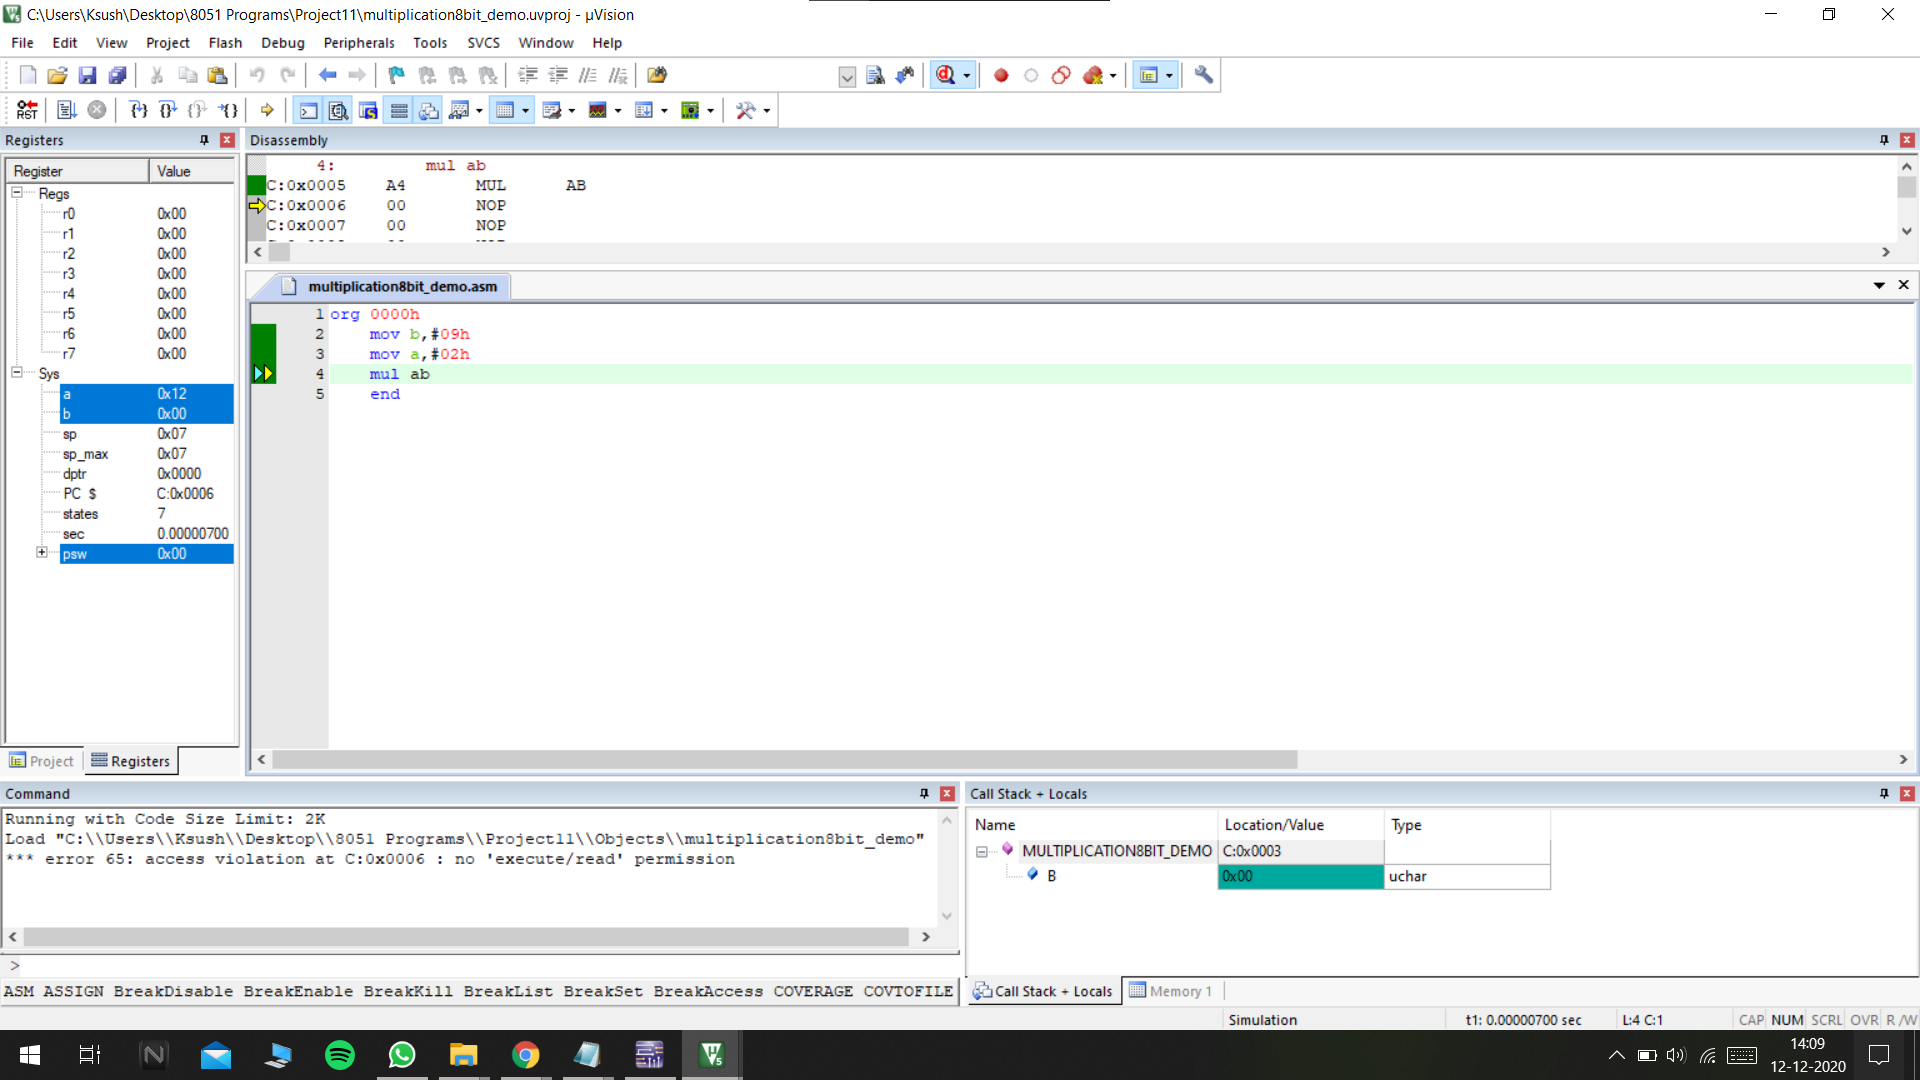 C:\Users\Ksush\Desktop\8051 Programs\Project11\multiplication8bit_demo.uvproj - µVision
File Edit View Project Flash Debug Peripherals Tools SVCS Window Help
RST
Registers
Register Value
Regs
r0 0x00
r1 0x00
r2 0x00
r3 0x00
r4 0x00
r5 0x00
r6 0x00
r7 0x00
Sys
a 0x12
b 0x00
sp 0x07
sp_max 0x07
dptr 0x0000
PC $ C:0x0006
states 7
sec 0.00000700
psw 0x00
Project Registers
Disassembly
4: mul ab
C:0x0005 A4 MUL AB
C:0x0006 00 NOP
C:0x0007 00 NOP
multiplication8bit_demo.asm
1 org 0000h
2 mov b,#09h
3 mov a,#02h
4 mul ab
5 end
Command
Running with Code Size Limit: 2K
Load "C:\\Users\\Ksush\\Desktop\\8051 Programs\\Project11\\Objects\\multiplication8bit_demo"
*** error 65: access violation at C:0x0006 : no 'execute/read' permission
>
ASM ASSIGN BreakDisable BreakEnable BreakKill BreakList BreakSet BreakAccess COVERAGE COVTOFILE
Call Stack + Locals
Name Location/Value Type
MULTIPLICATION8BIT_DEMO C:0x0003
B 0x00 uchar
Call Stack + Locals Memory 1
Simulation t1: 0.00000700 sec L:4 C:1 CAP NUM SCRL OVR R/W
14:09
12-12-2020